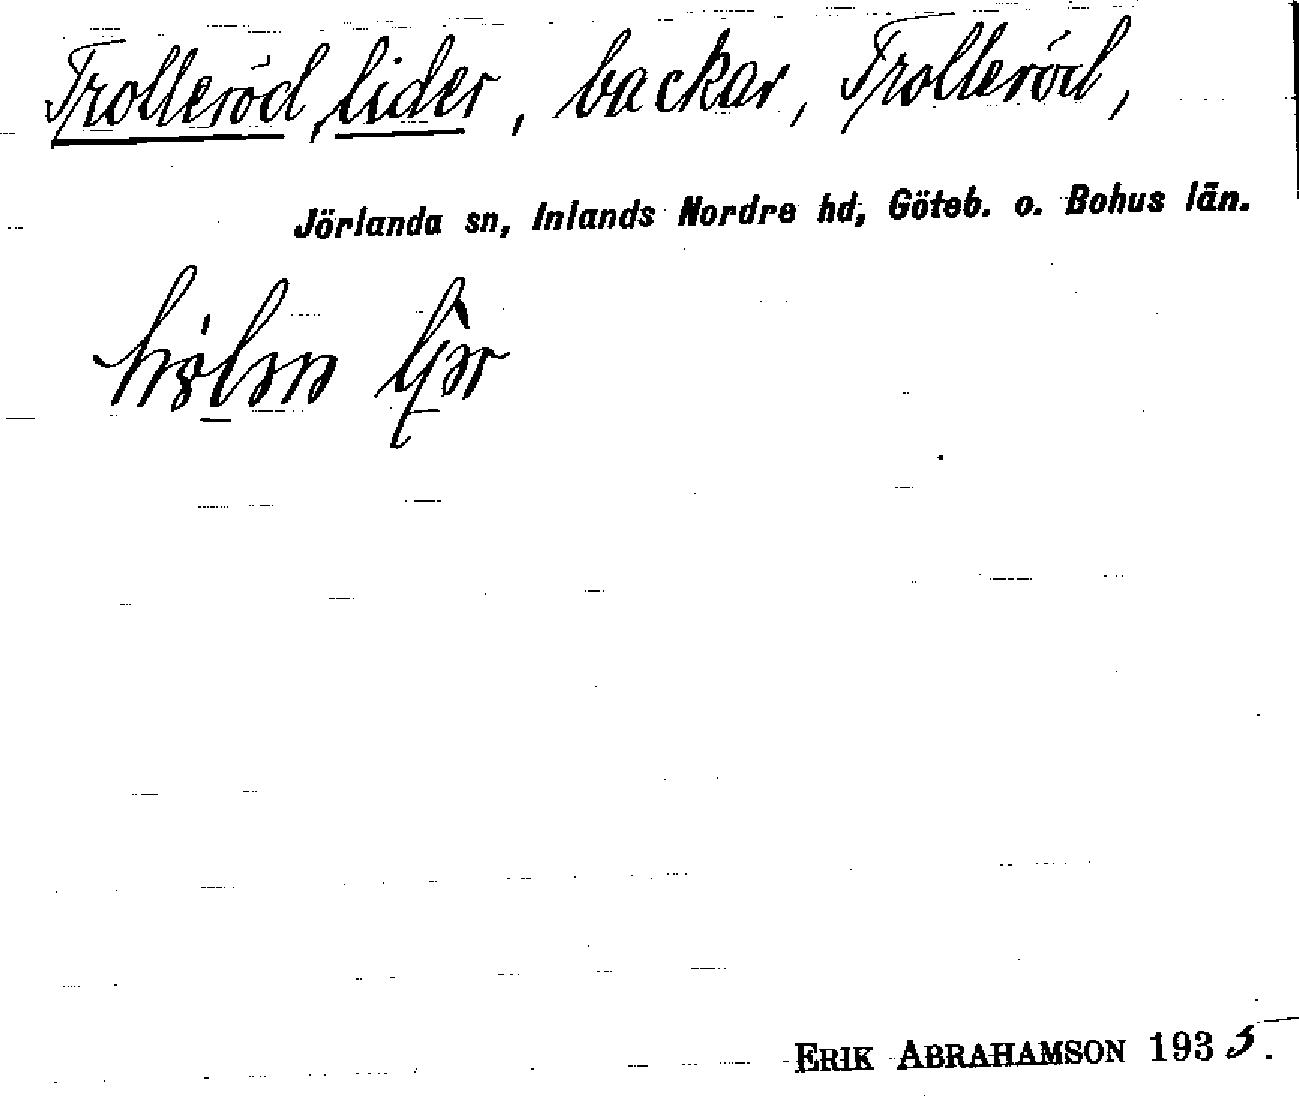 Trolleröd, lider, backar, Trolleröd,
Jörlanda sn, Inlands Nordre hd, Göteb. o. Bohus län.
ERIK ABRAHAMSON 1935.